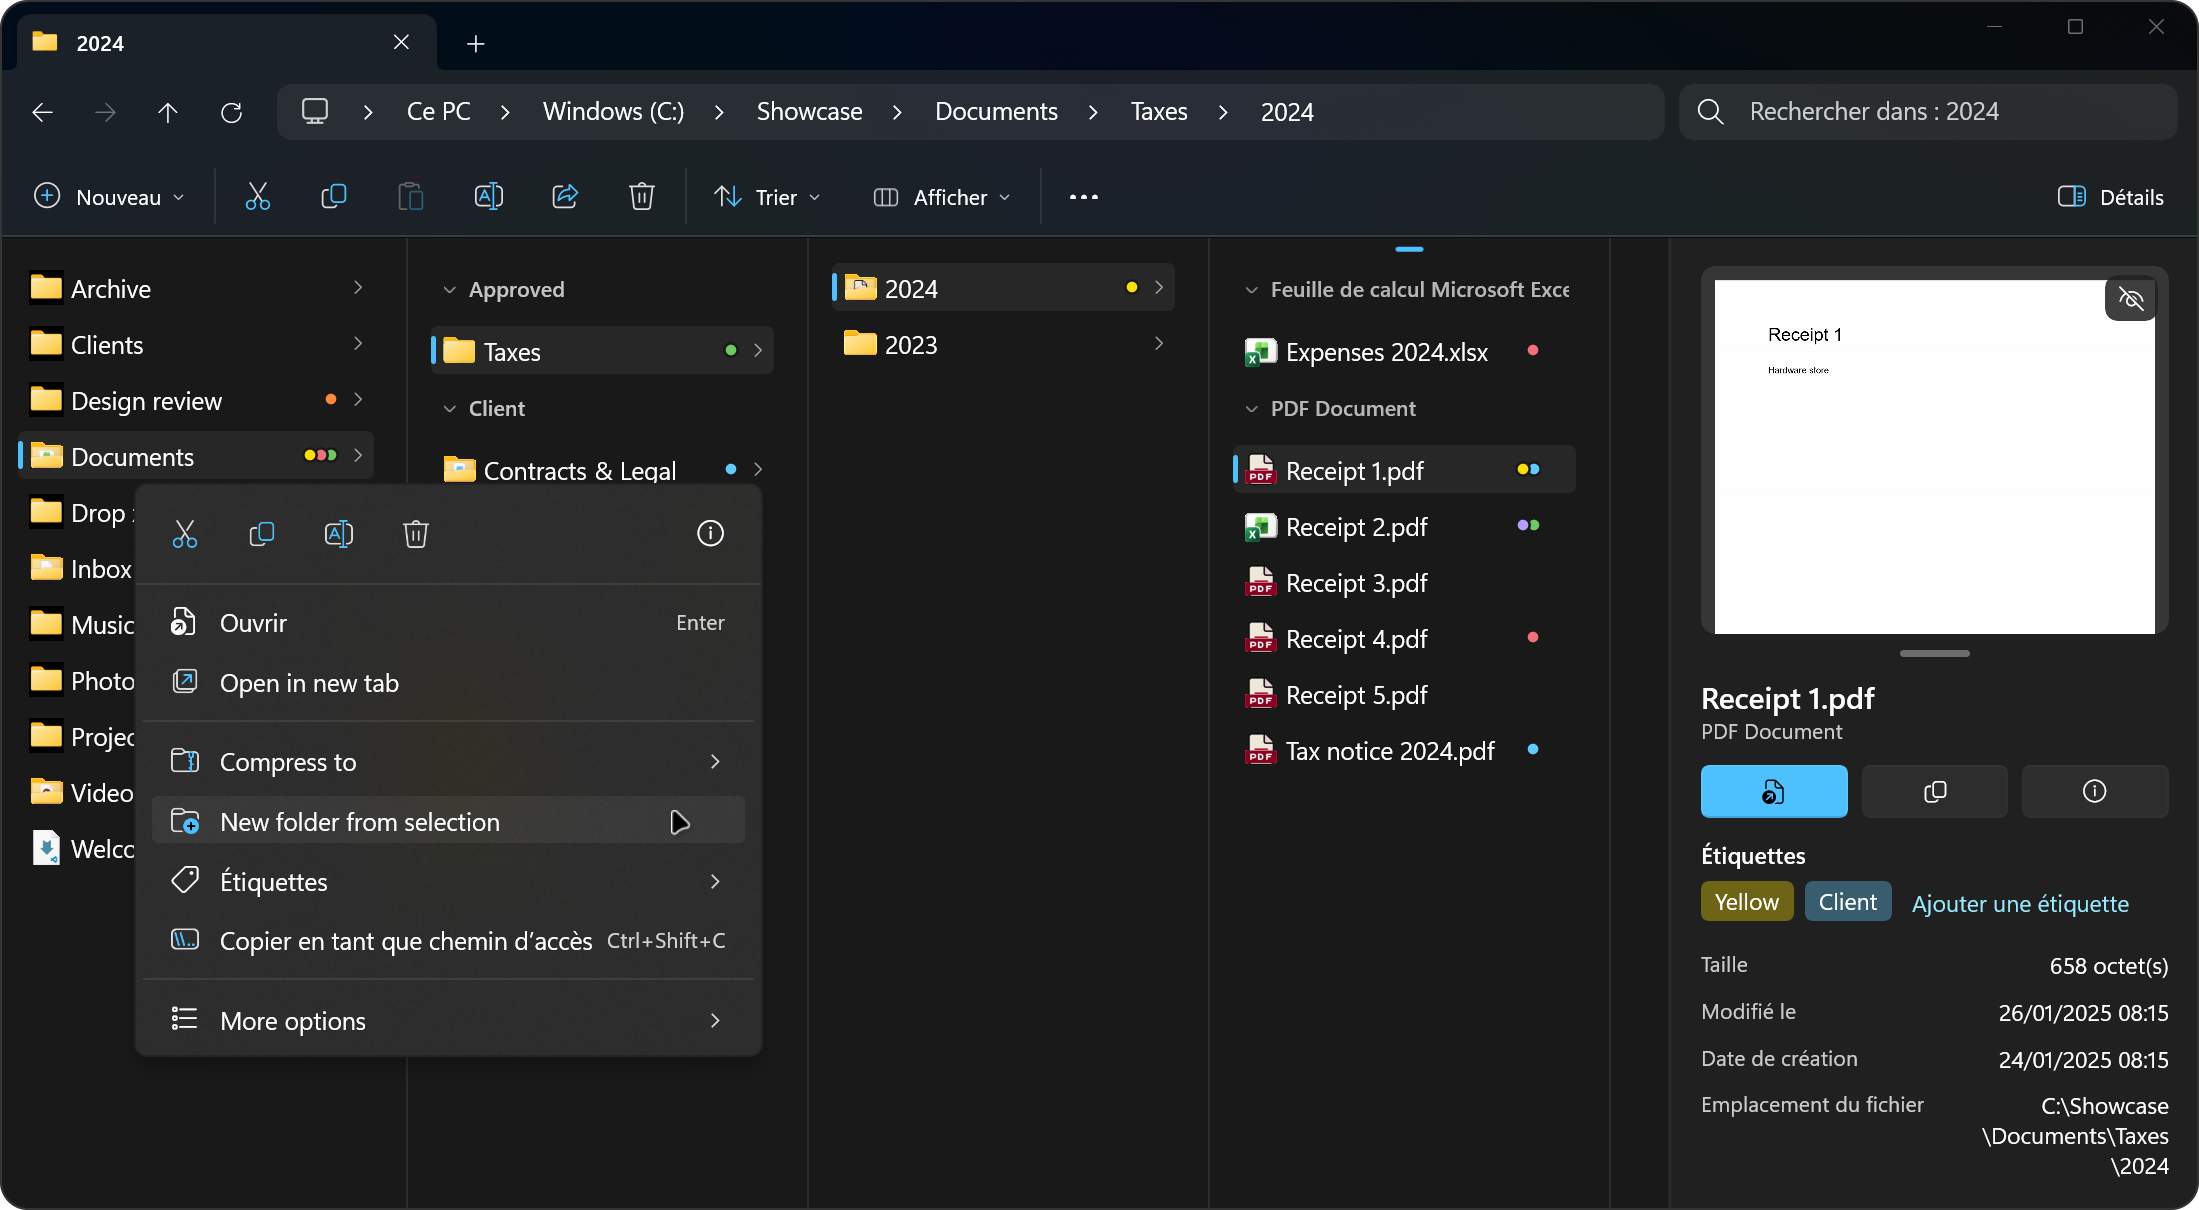 2024
Ce PC
Windows (C:)
Showcase
Documents
Taxes
2024
Rechercher dans : 2024
Nouveau
Trier
Afficher
Détails
Archive
Clients
Design review
Documents
Drop
Inbox
Music
Photo
Projec
Video
Welco
Approved
Taxes
Client
Contracts & Legal
Ouvrir Enter
Open in new tab
Compress to
New folder from selection
Étiquettes
Copier en tant que chemin d'accès Ctrl+Shift+C
More options
2024
2023
Feuille de calcul Microsoft Exce
Expenses 2024.xlsx
PDF Document
Receipt 1.pdf
Receipt 2.pdf
Receipt 3.pdf
Receipt 4.pdf
Receipt 5.pdf
Tax notice 2024.pdf
Receipt 1
Hardware store
Receipt 1.pdf
PDF Document
Étiquettes
Yellow
Client
Ajouter une étiquette
Taille 658 octet(s)
Modifié le 26/01/2025 08:15
Date de création 24/01/2025 08:15
Emplacement du fichier C:\Showcase
\Documents\Taxes
\2024